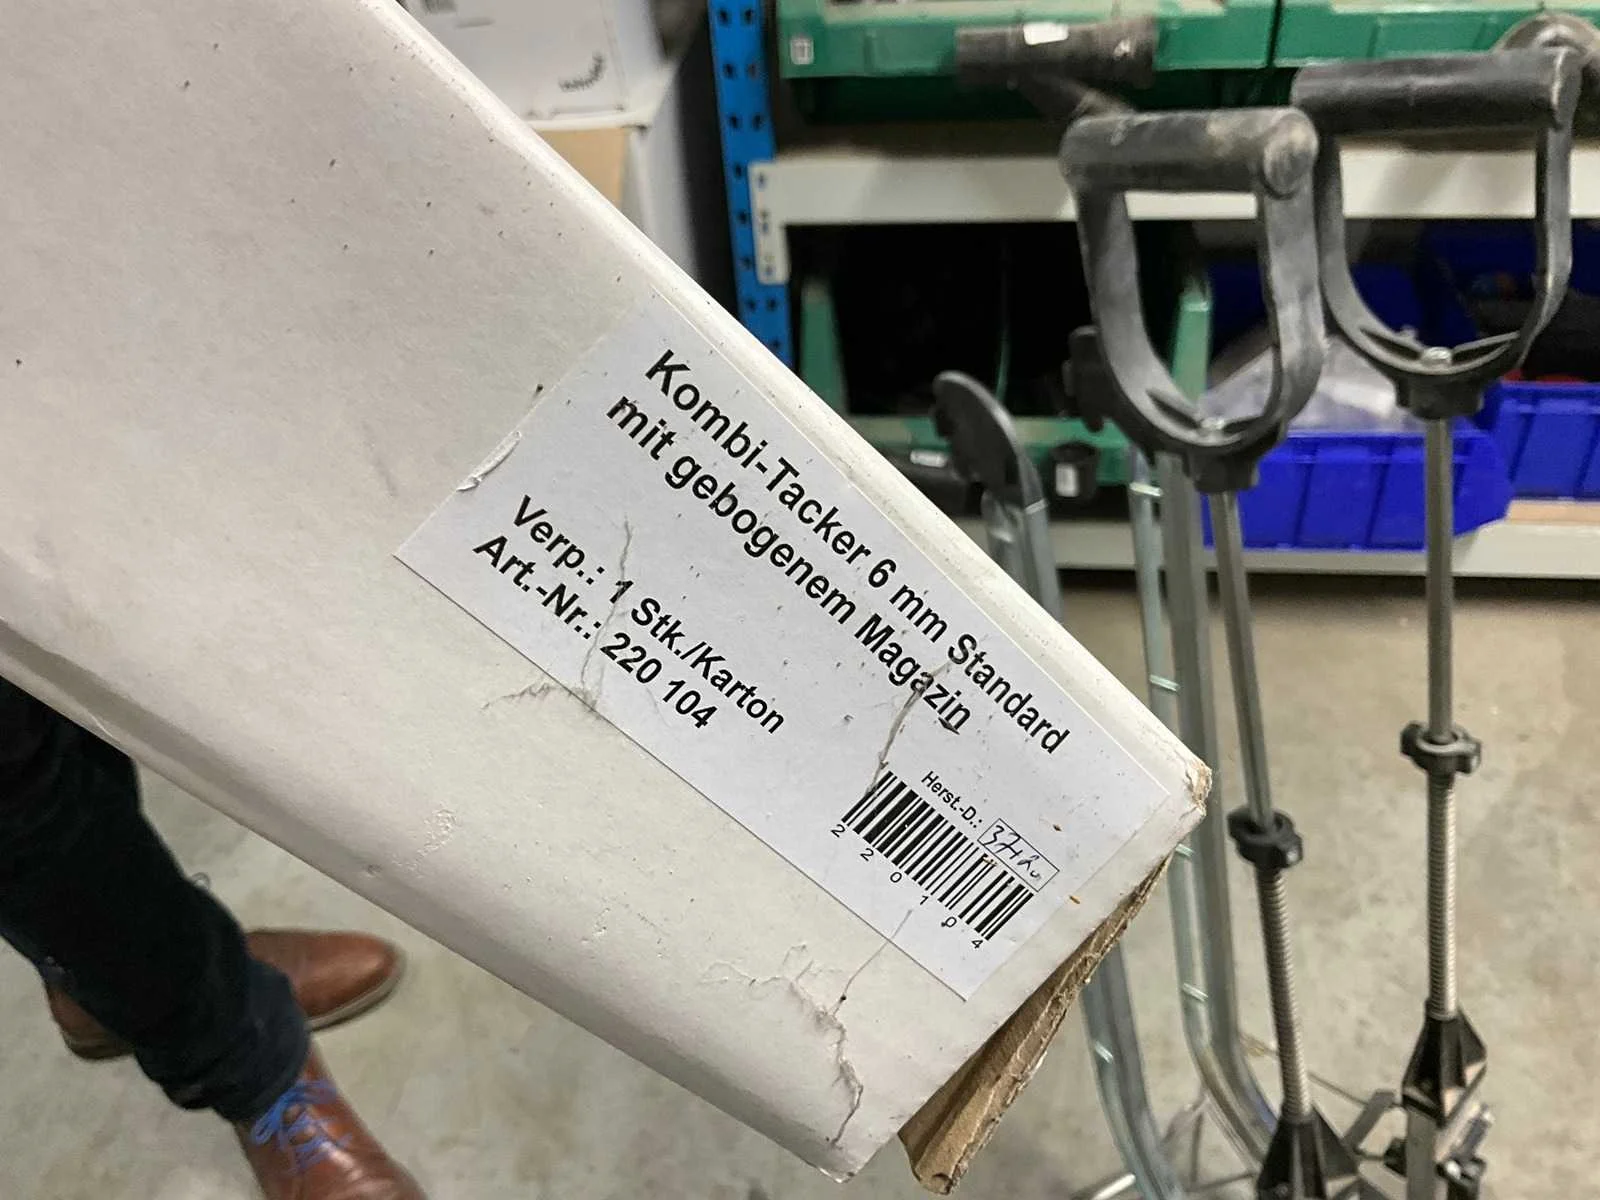 Kombi-Tacker 6 mm Standard
mit gebogenem Magazin
Verp.: 1 Stk./Karton
Art.-Nr.: 220 104
Herst.-D.:
220104